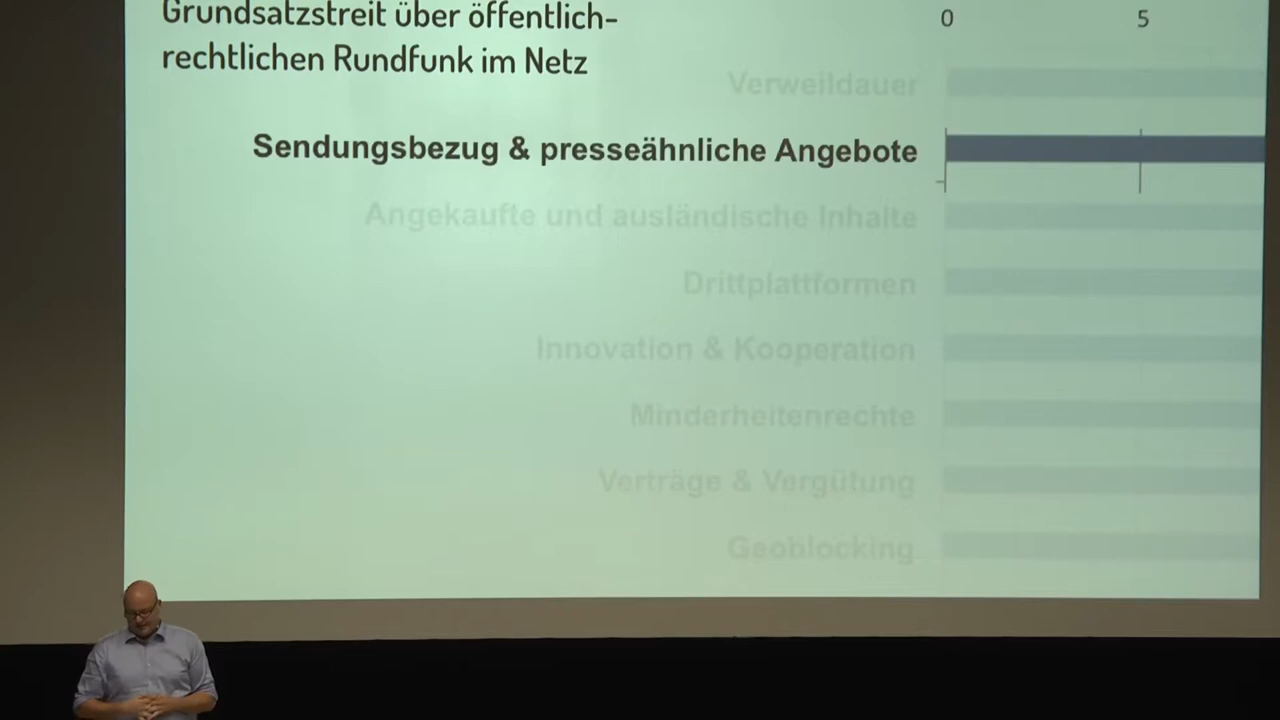 Grundsatzstreit über öffentlich-
rechtlichen Rundfunk im Netz
0 5
Verweildauer
Sendungsbezug & presseähnliche Angebote
Angekaufte und ausländische Inhalte
Drittplattformen
Innovation & Kooperation
Minderheitenrechte
Verträge & Vergütung
Geoblocking